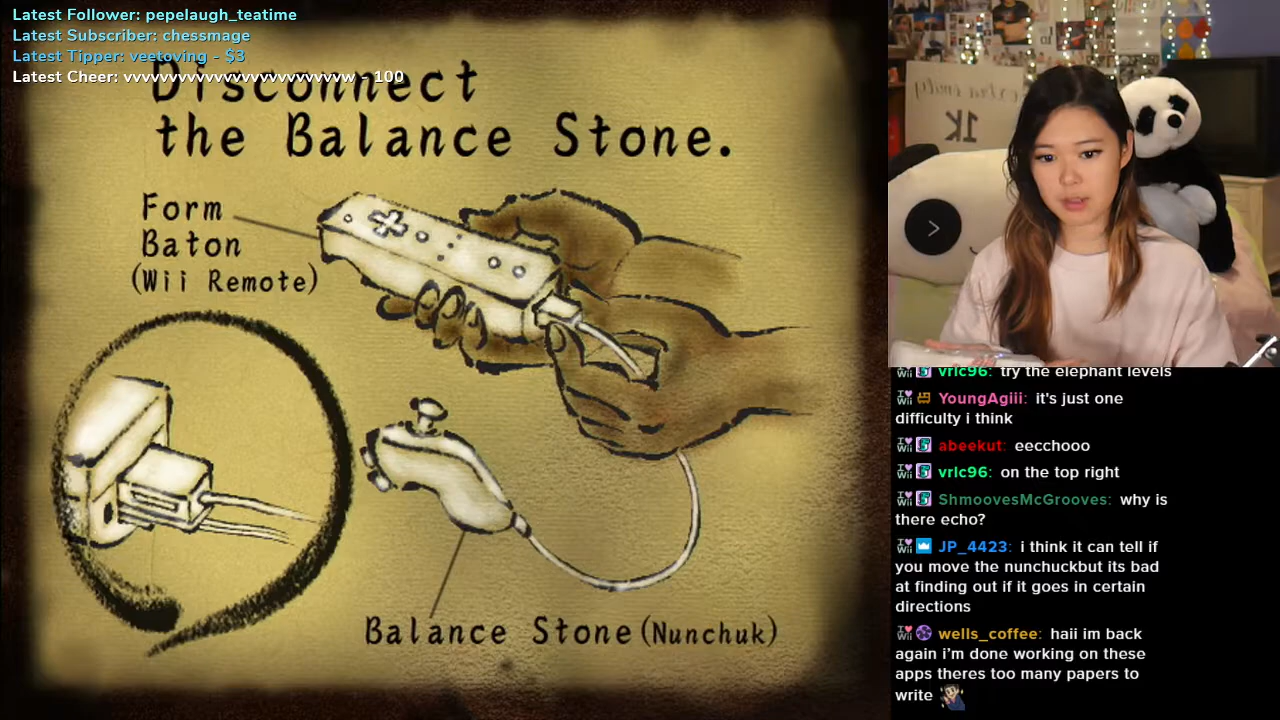 Latest Follower: pepelaugh_teatime
Latest Subscriber: chessmage
Latest Tipper: veetoving - $3
Latest Cheer: vvvvvvvvvvvvvvvvvvvvvvvvw - 100
Disconnect
the Balance Stone.
Form
Baton
(Wii Remote)
Balance Stone (Nunchuk)
1K
vrlc96: try the elephant levels
YoungAgiii: it's just one
difficulty i think
abeekut: eecchooo
vrlc96: on the top right
ShmoovesMcGrooves: why is
there echo?
JP_4423: i think it can tell if
you move the nunchuckbut its bad
at finding out if it goes in certain
directions
wells_coffee: haii im back
again i'm done working on these
apps theres too many papers to
write